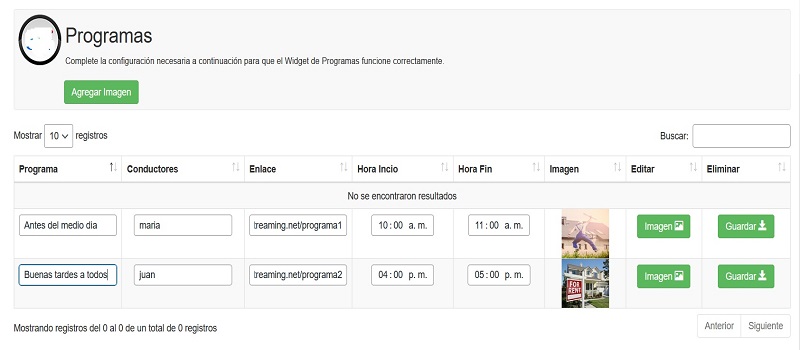 Programas
Complete la configuración necesaria a continuación para que el Widget de Programas funcione correctamente.
Agregar Imagen
Mostrar 10 registros Buscar:
Programa Conductores Enlace Hora Incio Hora Fin Imagen Editar Eliminar
No se encontraron resultados
Antes del medio dia maria treaming.net/programa1 10:00 a. m. 11:00 a. m. Imagen Guardar
Buenas tardes a todos juan treaming.net/programa2 04:00 p. m. 05:00 p. m. FOR RENT Imagen Guardar
Mostrando registros del 0 al 0 de un total de 0 registros Anterior Siguiente